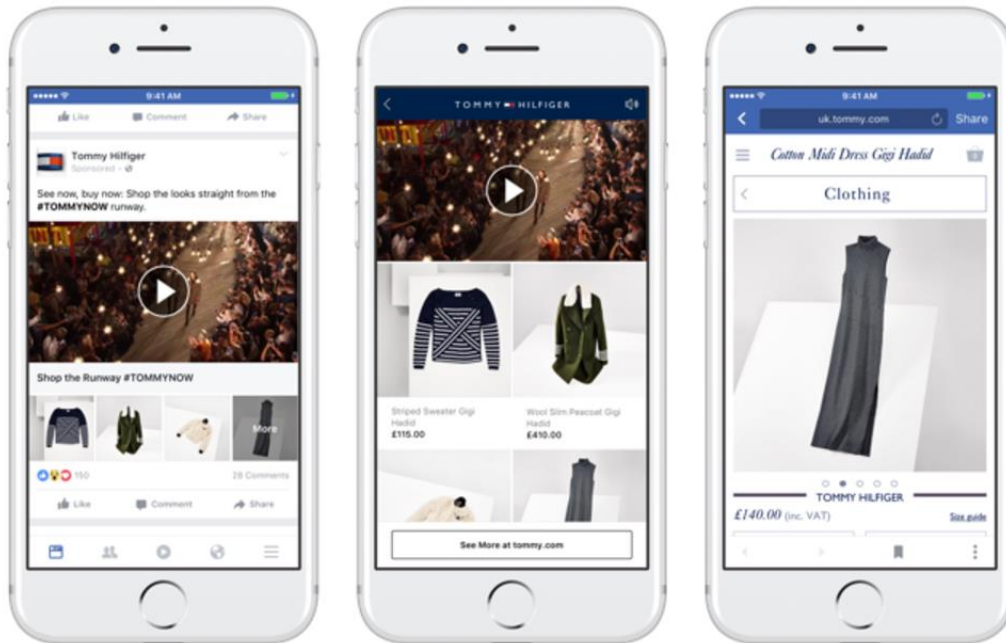 9:41 AM
Like Comment Share
Tommy Hilfiger
Sponsored
See now, buy now: Shop the looks straight from the
#TOMMYNOW runway.
Shop the Runway #TOMMYNOW
More
150 28 Comments
Like Comment Share
TOMMY HILFIGER
Striped Sweater Gigi
Hadid
£115.00
Wool Slim Peacoat Gigi
Hadid
£410.00
See More at tommy.com
9:41 AM
uk.tommy.com Share
Cotton Midi Dress Gigi Hadid
0
Clothing
TOMMY HILFIGER
£140.00 (inc. VAT) Size guide